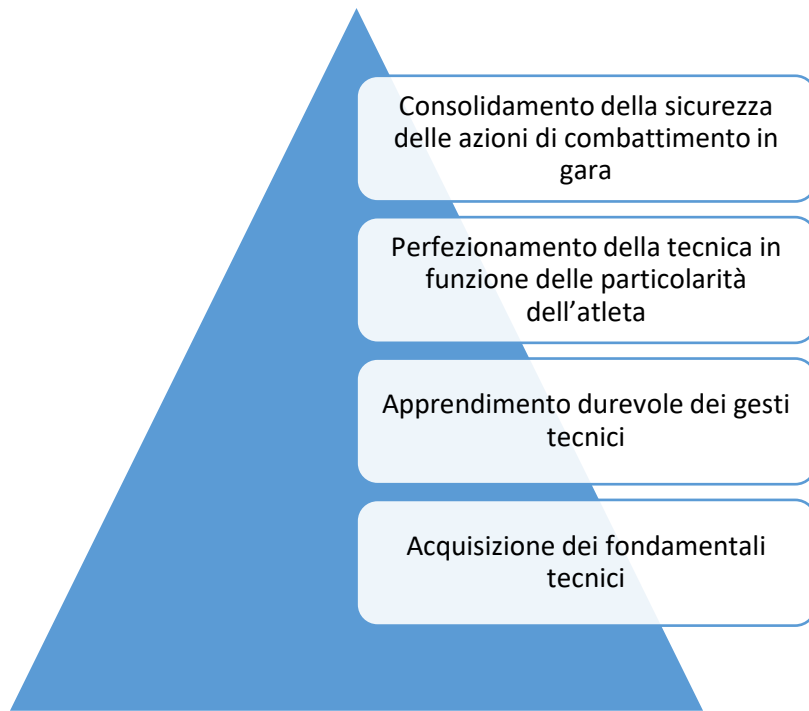 Consolidamento della sicurezza
delle azioni di combattimento in
gara
Perfezionamento della tecnica in
funzione delle particolarità
dell’atleta
Apprendimento durevole dei gesti
tecnici
Acquisizione dei fondamentali
tecnici